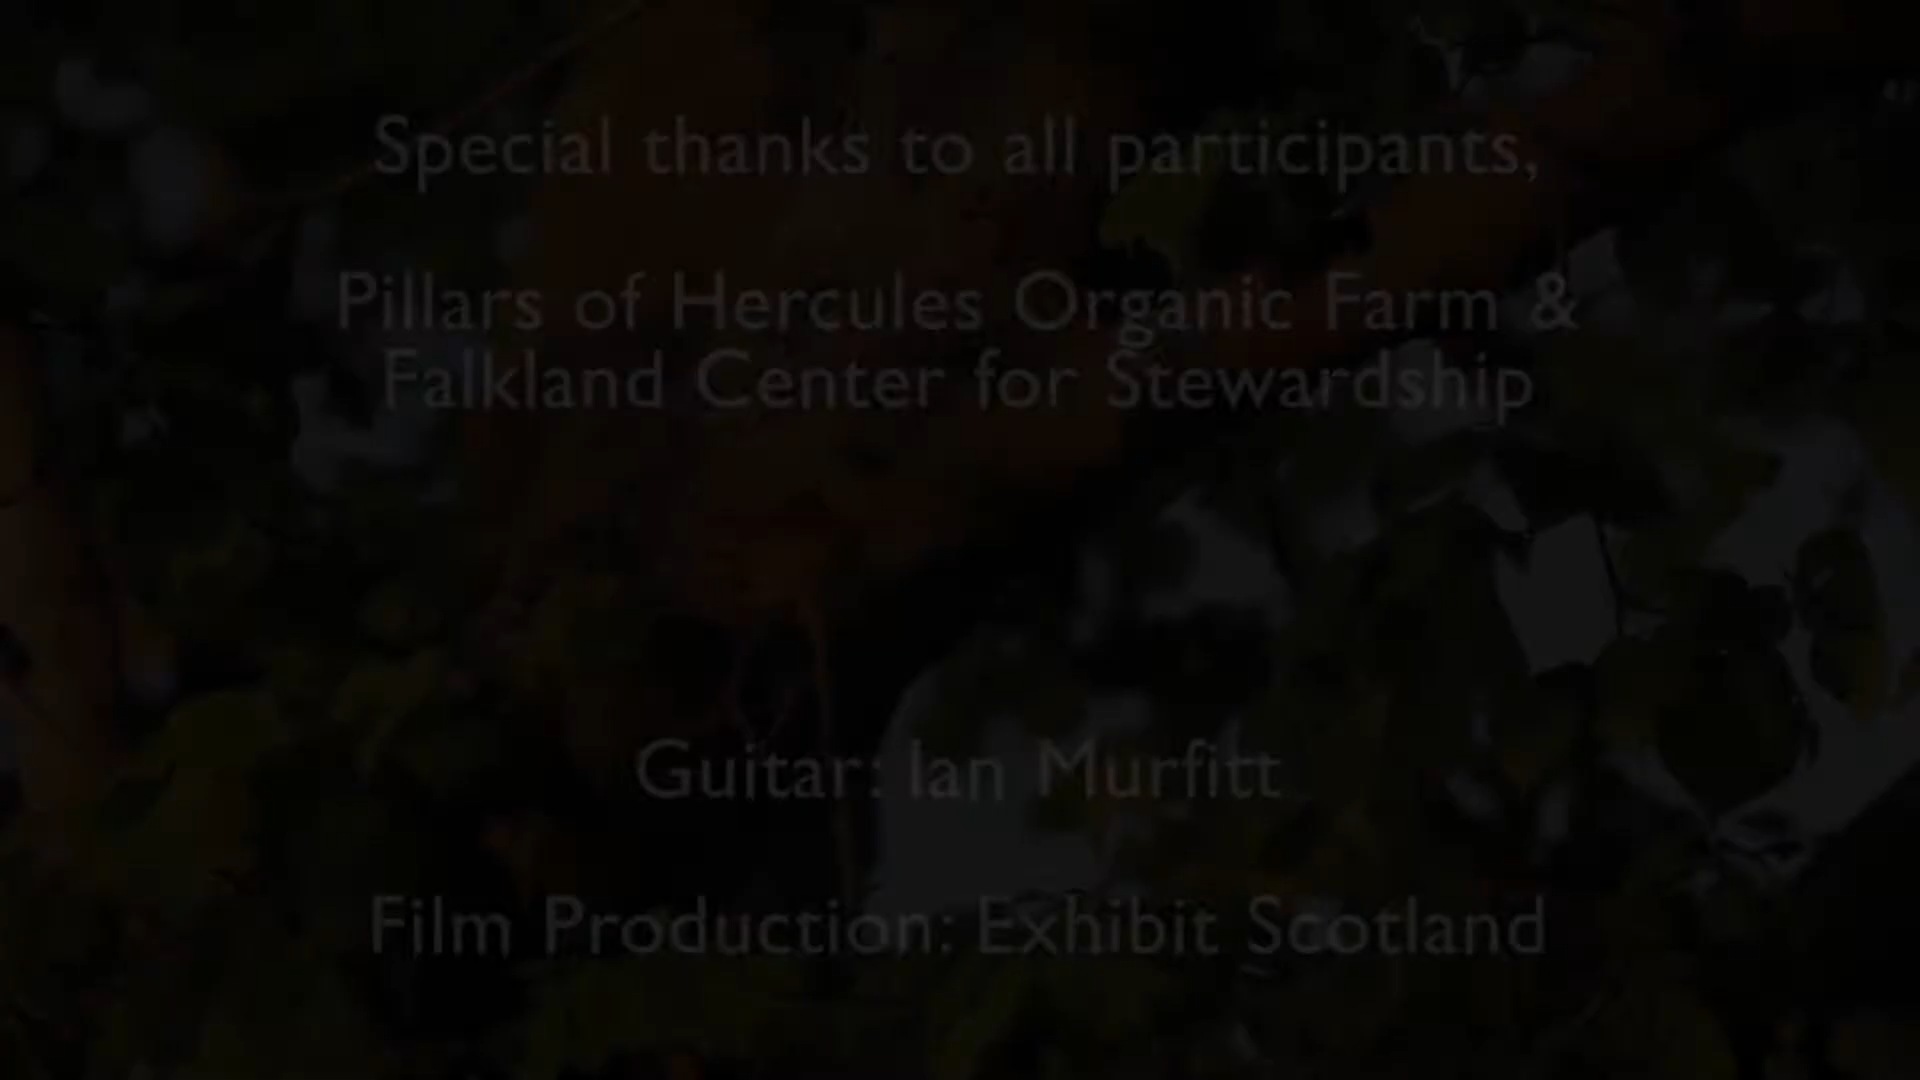 Special thanks to all participants,
Pillars of Hercules Organic Farm &
Falkland Center for Stewardship
Guitar: Ian Murfitt
Film Production: Exhibit Scotland